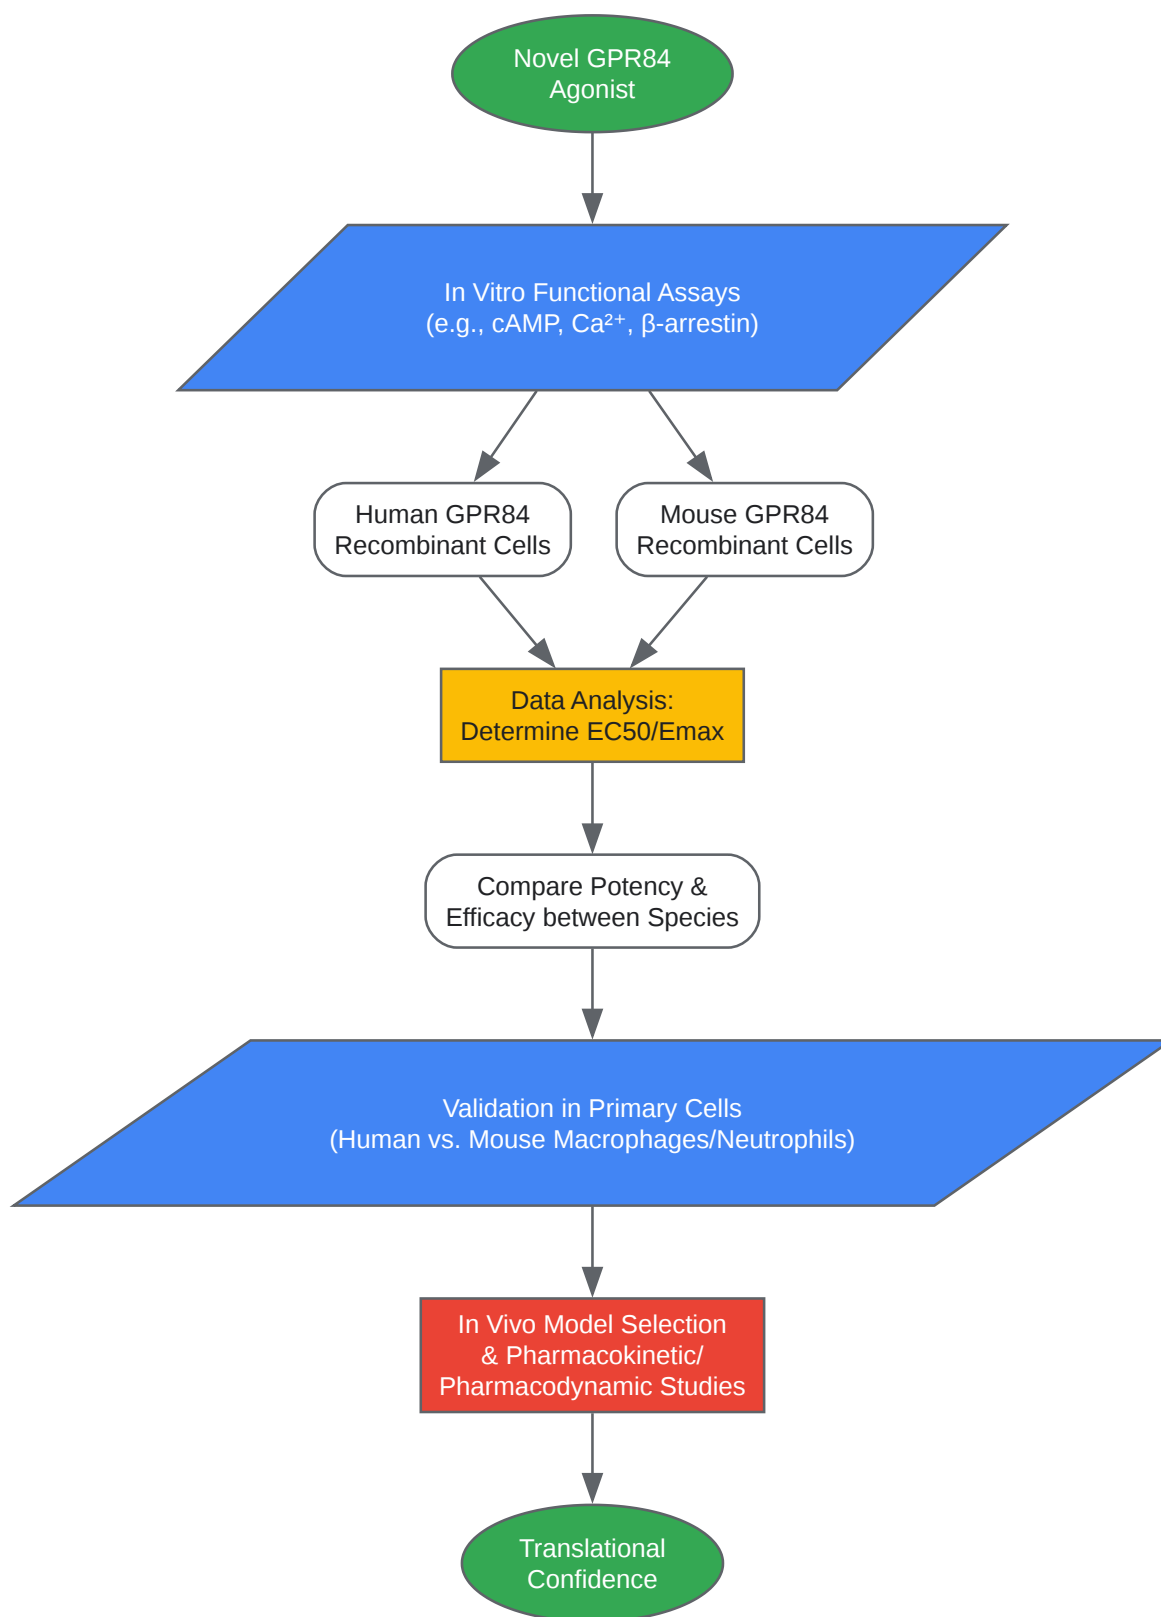 Novel GPR84
Agonist
In Vitro Functional Assays
(e.g., cAMP, Ca²⁺, β-arrestin)
Human GPR84
Recombinant Cells
Mouse GPR84
Recombinant Cells
Data Analysis:
Determine EC50/Emax
Compare Potency &
Efficacy between Species
Validation in Primary Cells
(Human vs. Mouse Macrophages/Neutrophils)
In Vivo Model Selection
& Pharmacokinetic/
Pharmacodynamic Studies
Translational
Confidence